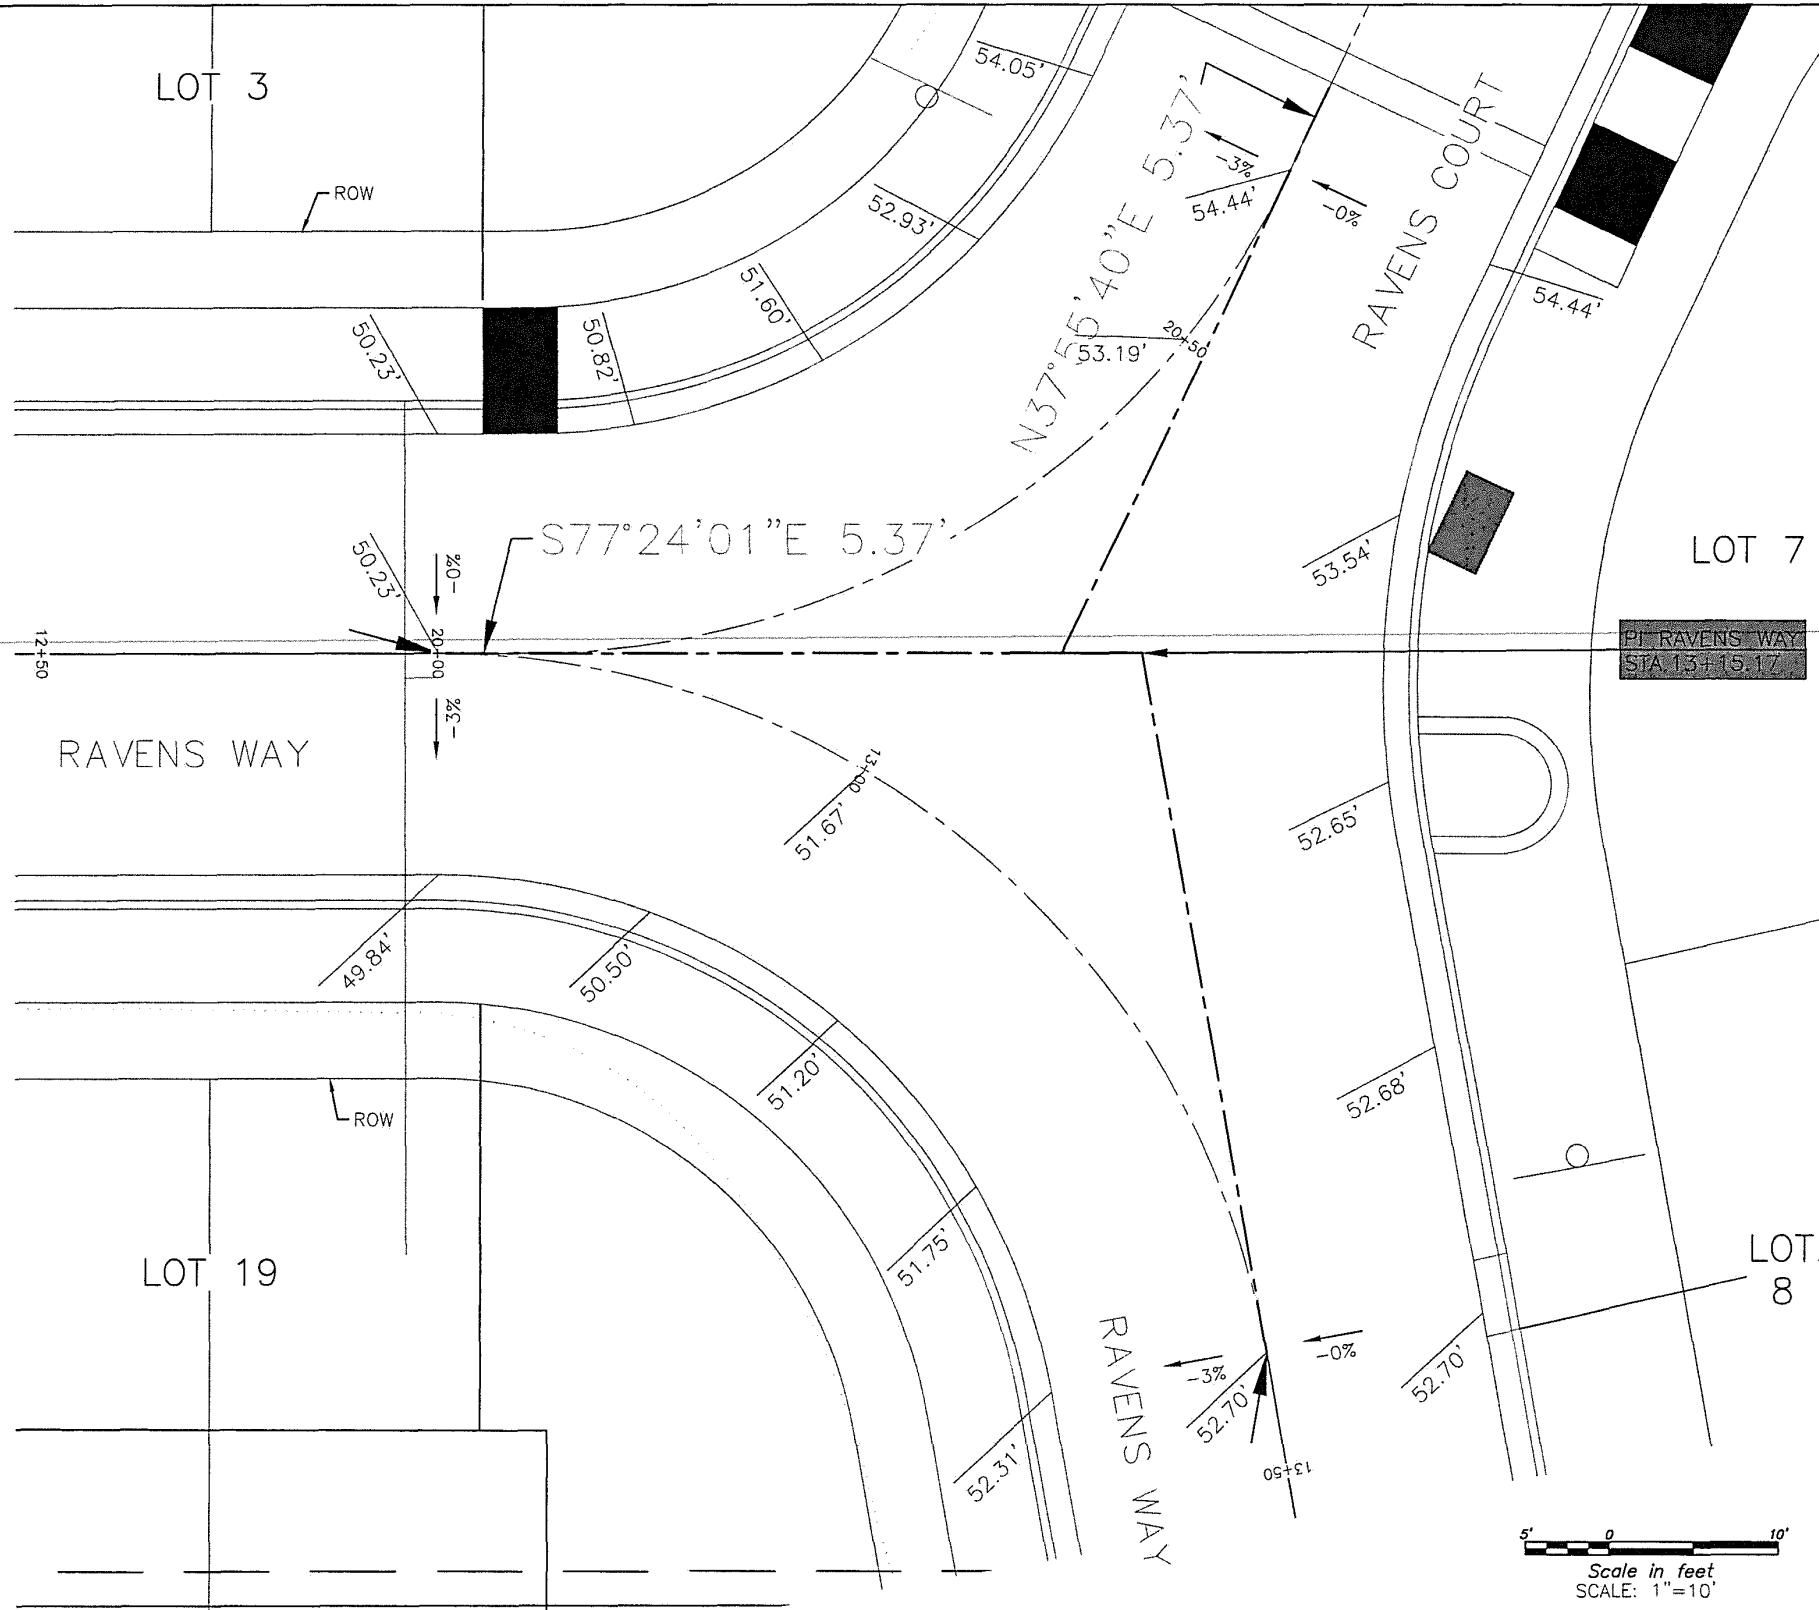 LOT 3
ROW
54.05'
52.93'
51.60'
50.82'
50.23'
N37°55'40"E 5.37'
-3%
54.44'
-0%
RAVENS COURT
54.44'
53.19'
20+50
S77°24'01"E 5.37'
50.23'
-0%
53.54'
LOT 7
12+50
20+00
PI RAVENS WAY
STA 13+15.17
-3%
RAVENS WAY
13+00
51.67'
52.65'
49.84'
50.50'
51.20'
52.68'
ROW
51.75'
LOT 19
LOT
8
RAVENS WAY
-3%
-0%
52.70'
52.70'
52.31'
13+50
5' 0 10'
Scale in feet
SCALE: 1"=10'